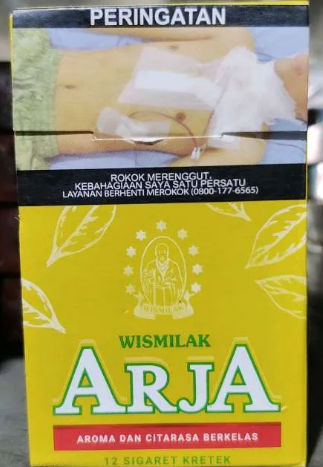 PERINGATAN
ROKOK MERENGGUT,
KEBAHAGIAAN SAYA SATU PERSATU
LAYANAN BERHENTI MEROKOK (0800-177-6565)
WISMILAK
WISMILAK
ARJA
AROMA DAN CITARASA BERKELAS
12 SIGARET KRETEK